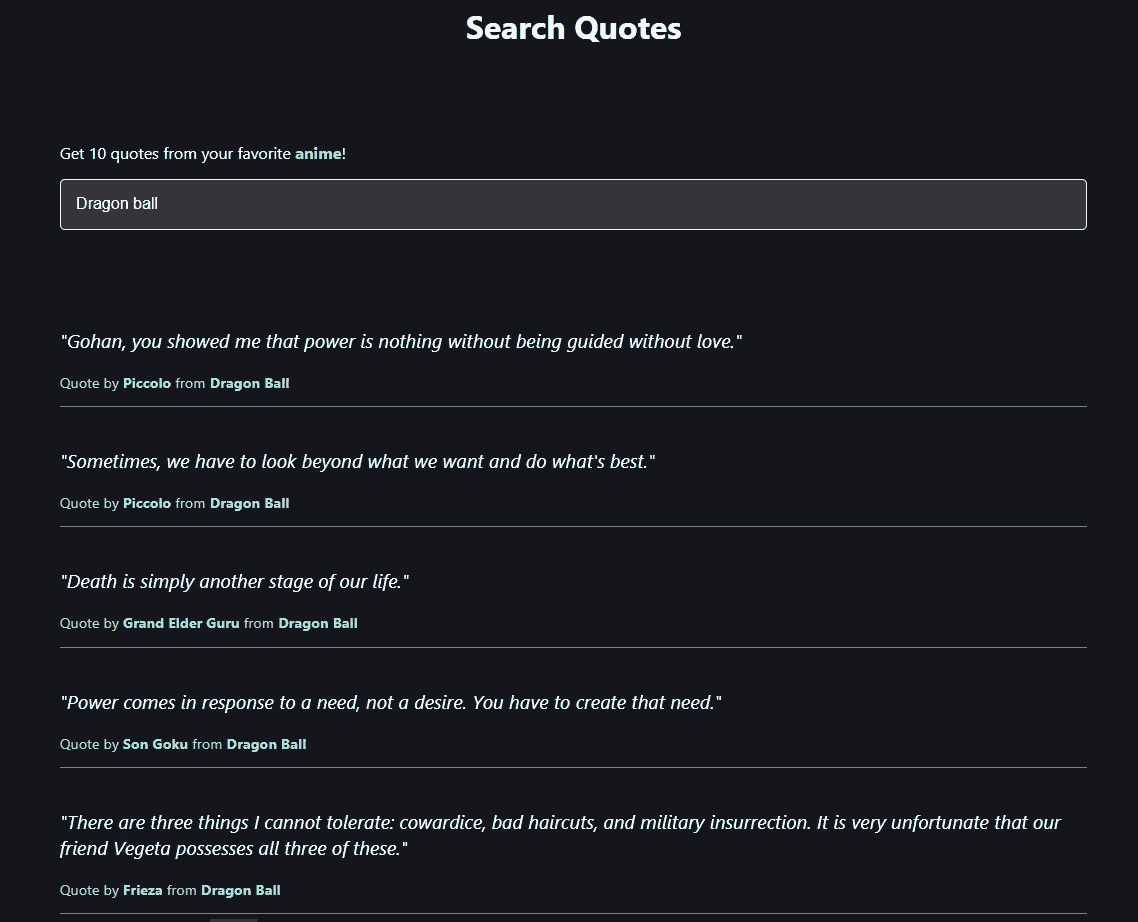 Search Quotes
Get 10 quotes from your favorite anime!
Dragon ball
"Gohan, you showed me that power is nothing without being guided without love."
Quote by Piccolo from Dragon Ball
"Sometimes, we have to look beyond what we want and do what's best."
Quote by Piccolo from Dragon Ball
"Death is simply another stage of our life."
Quote by Grand Elder Guru from Dragon Ball
"Power comes in response to a need, not a desire. You have to create that need."
Quote by Son Goku from Dragon Ball
"There are three things I cannot tolerate: cowardice, bad haircuts, and military insurrection. It is very unfortunate that our
friend Vegeta possesses all three of these."
Quote by Frieza from Dragon Ball